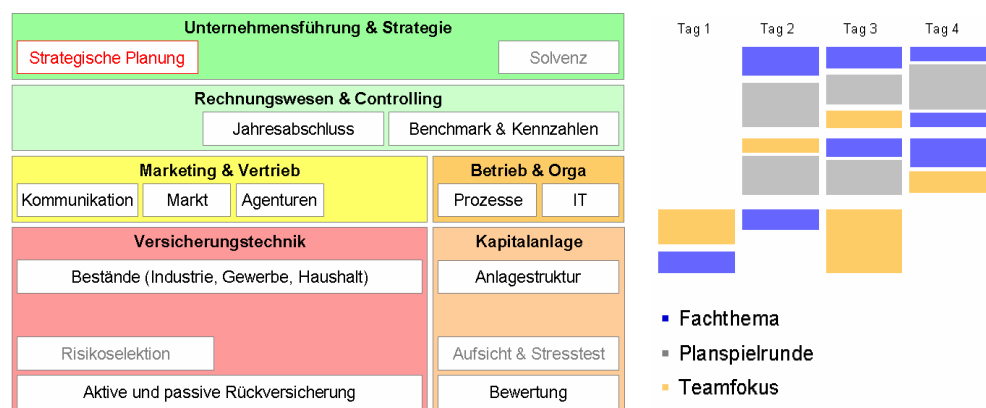 Unternehmensführung & Strategie
Strategische Planung
Solvenz
Rechnungswesen & Controlling
Jahresabschluss
Benchmark & Kennzahlen
Marketing & Vertrieb
Kommunikation
Markt
Agenturen
Betrieb & Orga
Prozesse
IT
Versicherungstechnik
Bestände (Industrie, Gewerbe, Haushalt)
Risikoselektion
Aktive und passive Rückversicherung
Kapitalanlage
Anlagestruktur
Aufsicht & Stresstest
Bewertung
Tag 1
Tag 2
Tag 3
Tag 4
Fachthema
Planspielrunde
Teamfokus